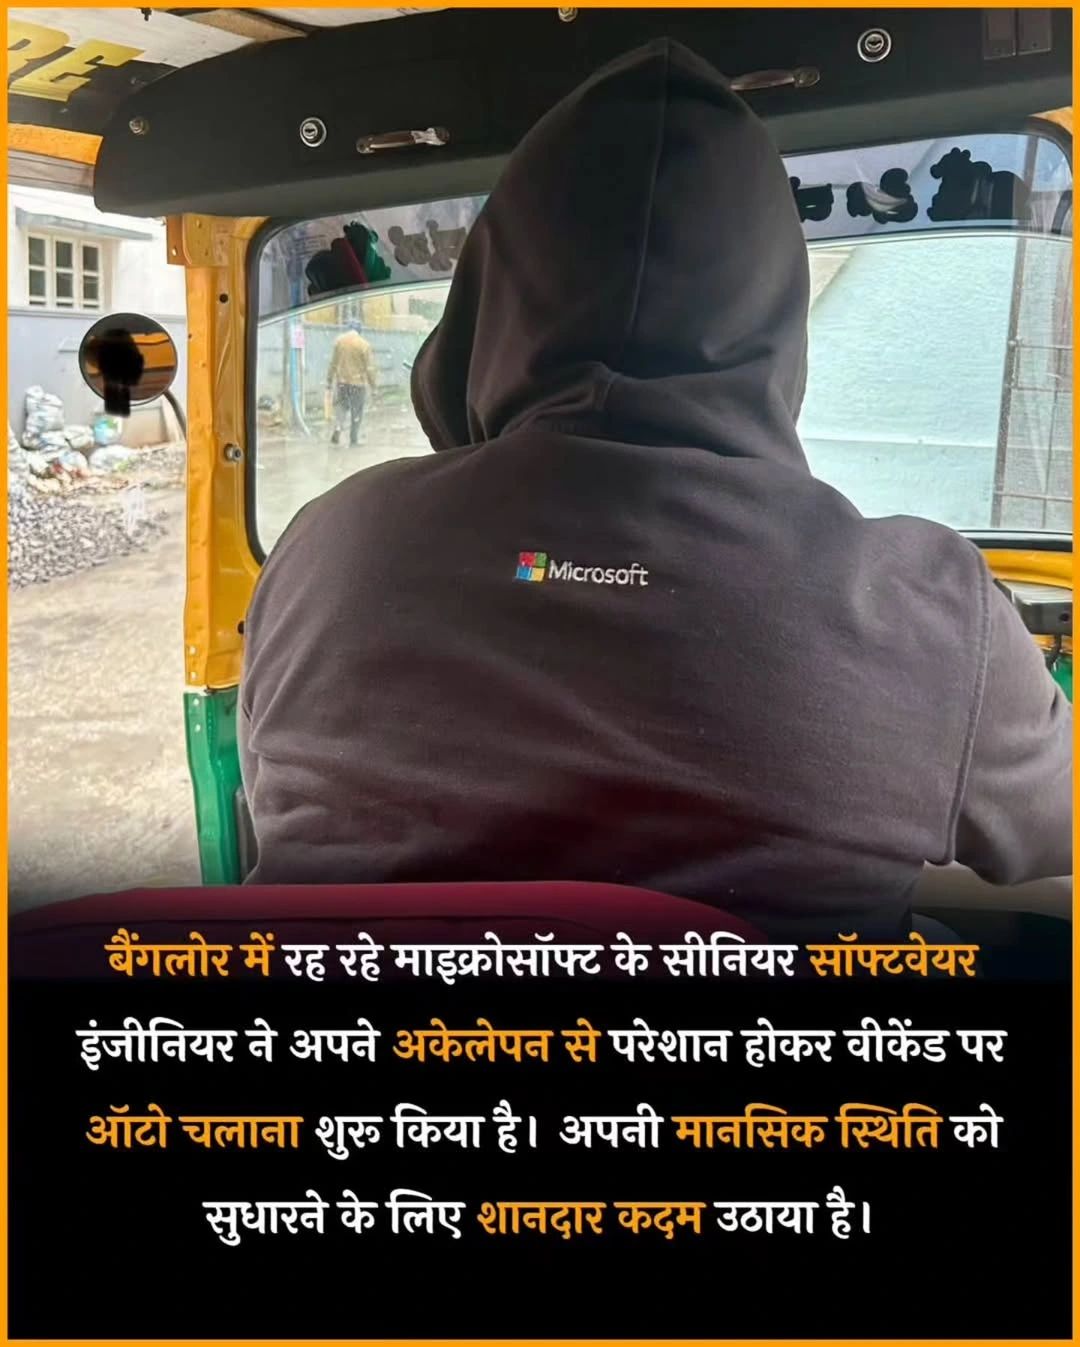 RE
Microsoft
बैंगलोर में रह रहे माइक्रोसॉफ्ट के सीनियर सॉफ्टवेयर
इंजीनियर ने अपने अकेलेपन से परेशान होकर वीकेंड पर
ऑटो चलाना शुरू किया है। अपनी मानसिक स्थिति को
सुधारने के लिए शानदार कदम उठाया है।